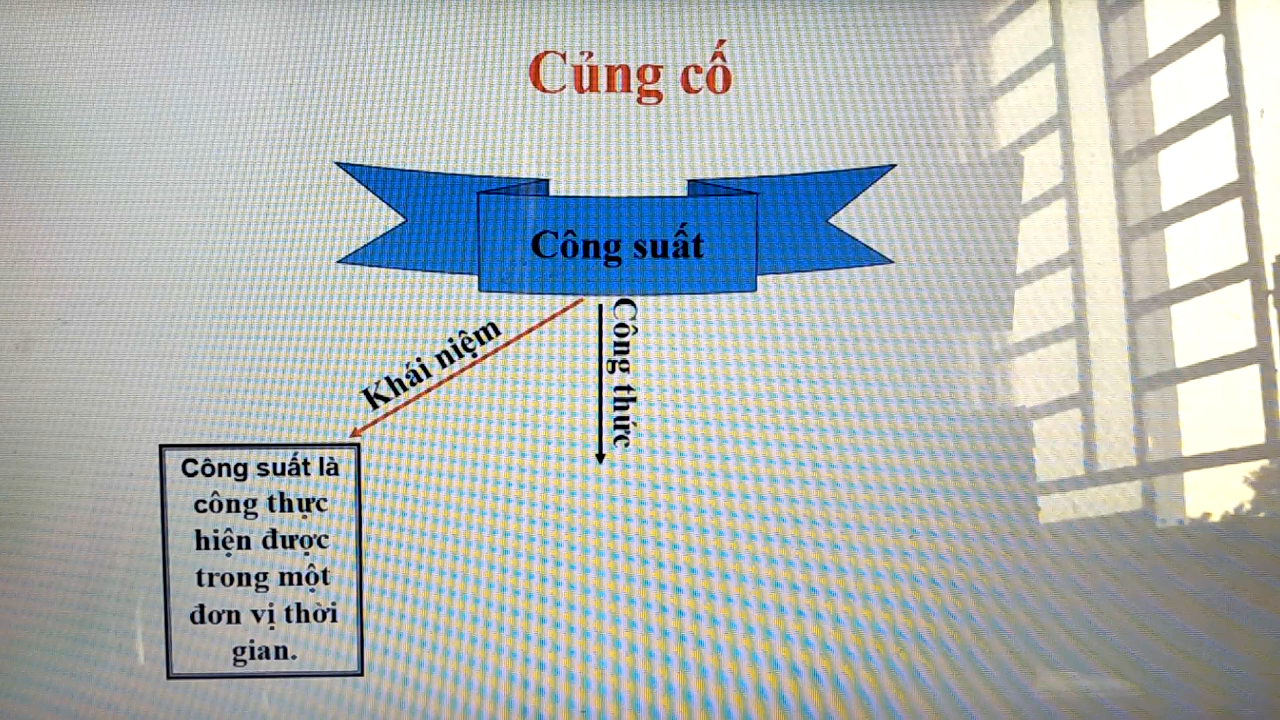 Củng cố
Công suất
Khái niệm
Công thức
Công suất là
công thực
hiện được
trong một
đơn vị thời
gian.